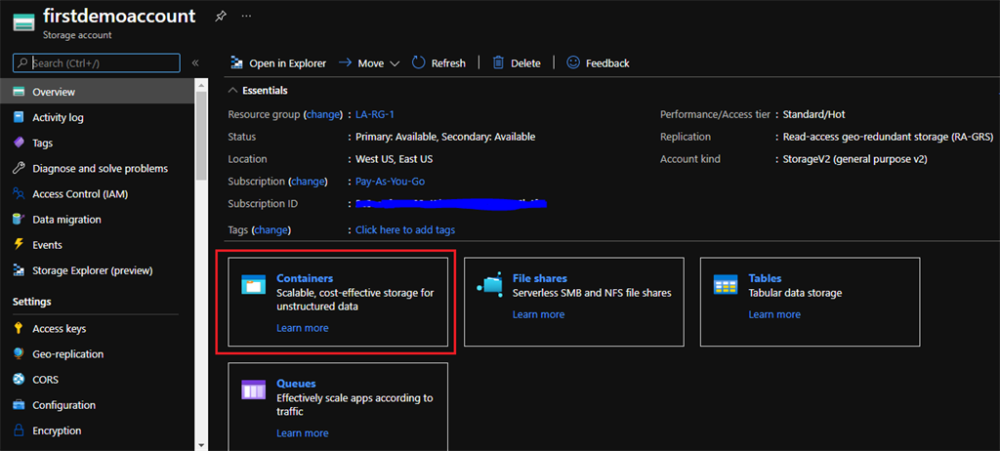 firstdemoaccount
Storage account
Search (Ctrl+/)
Overview
Activity log
Tags
Diagnose and solve problems
Access Control (IAM)
Data migration
Events
Storage Explorer (preview)
Settings
Access keys
Geo-replication
CORS
Configuration
Encryption
Open in Explorer Move Refresh Delete Feedback
Essentials
Resource group (change) : LA-RG-1
Status : Primary: Available, Secondary: Available
Location : West US, East US
Subscription (change) : Pay-As-You-Go
Subscription ID :
Tags (change) : Click here to add tags
Performance/Access tier : Standard/Hot
Replication : Read-access geo-redundant storage (RA-GRS)
Account kind : StorageV2 (general purpose v2)
Containers
Scalable, cost-effective storage for
unstructured data
Learn more
File shares
Serverless SMB and NFS file shares
Learn more
Tables
Tabular data storage
Learn more
Queues
Effectively scale apps according to
traffic
Learn more